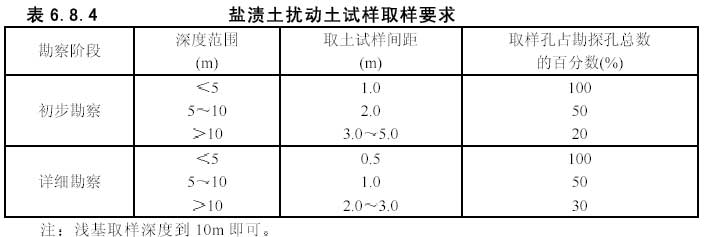 表 6.8.4 盐渍土扰动土试样取样要求
勘察阶段 深度范围 (m) 取土试样间距 (m) 取样孔占勘探孔总数的百分数(%)
初步勘察 <5 1.0 100
5～10 2.0 50
>10 3.0～5.0 20
详细勘察 <5 0.5 100
5～10 1.0 50
>10 2.0～3.0 30
注：浅基取样深度到 10m 即可。